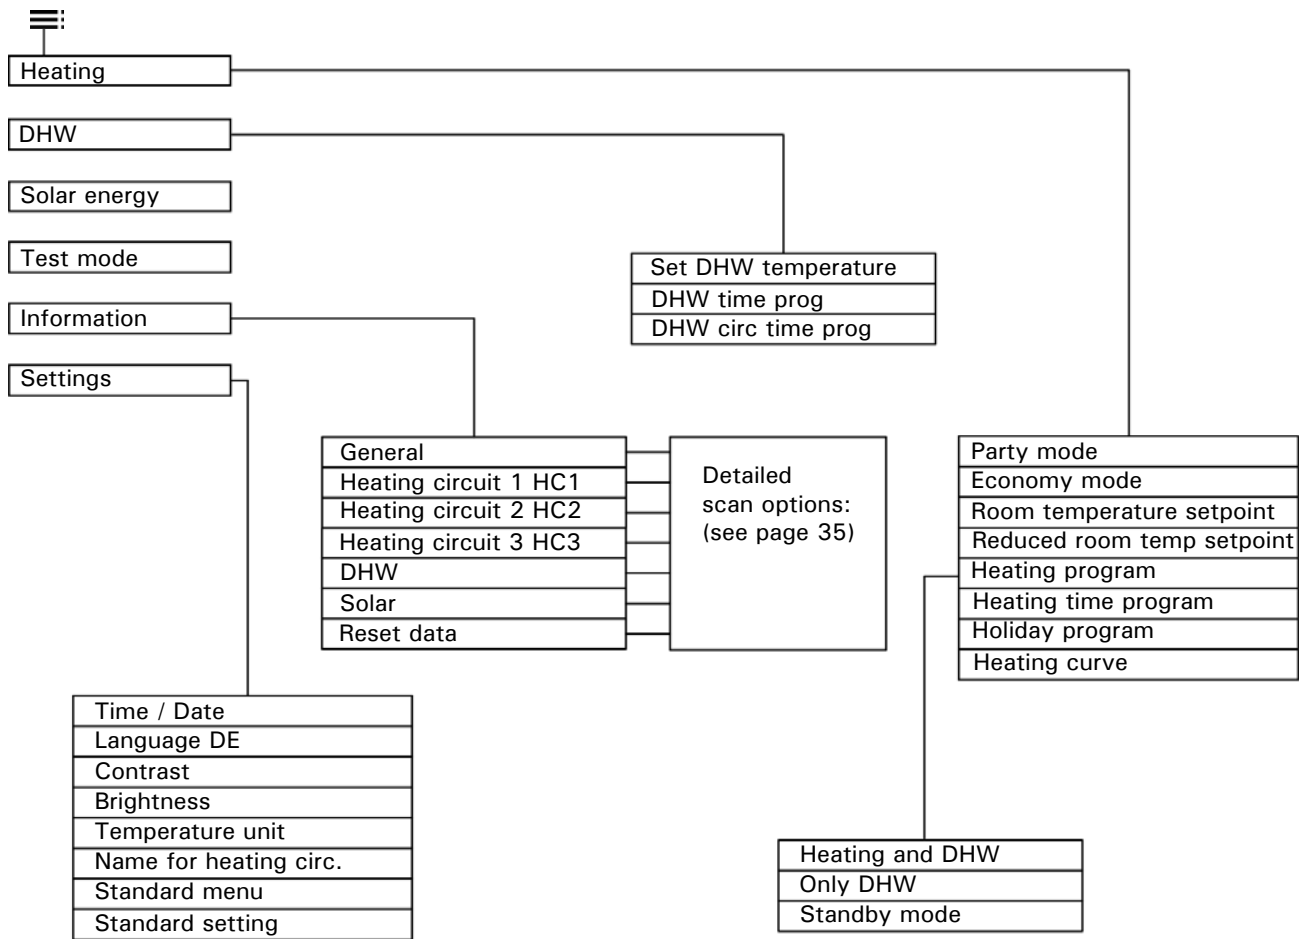 Heating
DHW
Solar energy
Test mode
Information
Settings
Set DHW temperature
DHW time prog
DHW circ time prog
General
Heating circuit 1 HC1
Heating circuit 2 HC2
Heating circuit 3 HC3
DHW
Solar
Reset data
Detailed
scan options:
(see page 35)
Party mode
Economy mode
Room temperature setpoint
Reduced room temp setpoint
Heating program
Heating time program
Holiday program
Heating curve
Time / Date
Language DE
Contrast
Brightness
Temperature unit
Name for heating circ.
Standard menu
Standard setting
Heating and DHW
Only DHW
Standby mode